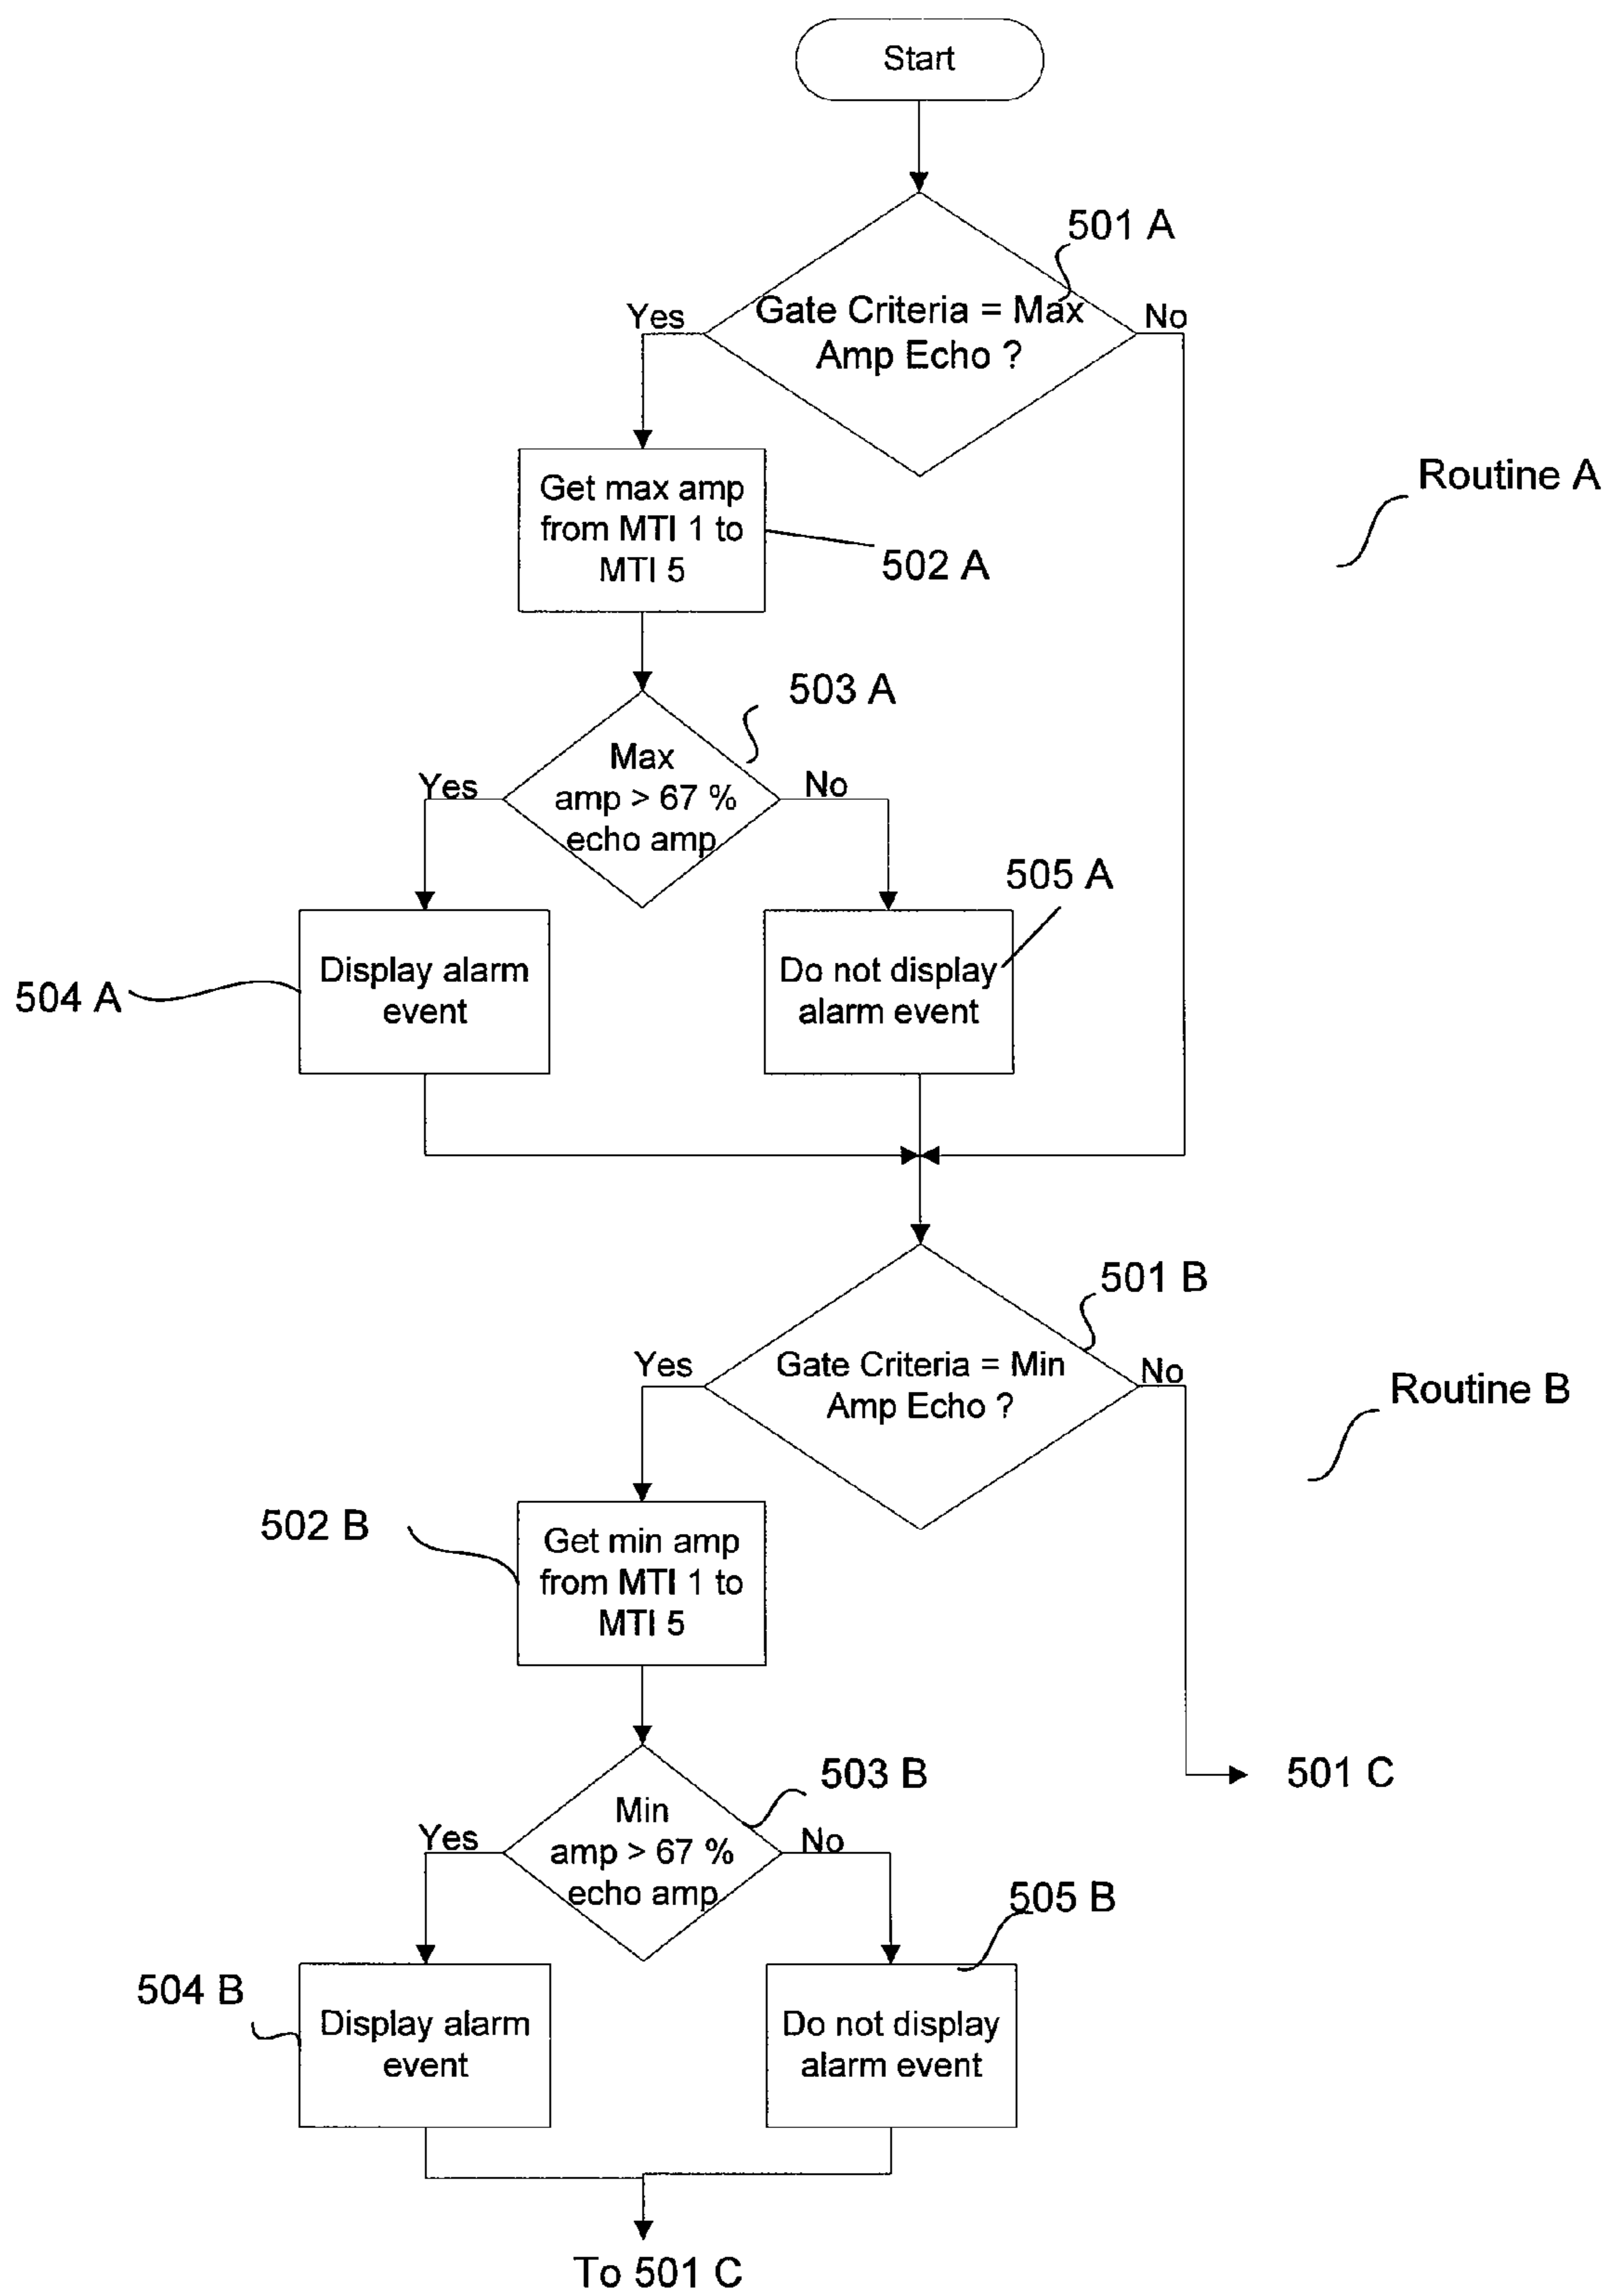 Start
501 A
Gate Criteria = Max
Amp Echo ?
Yes
No
Routine A
Get max amp
from MTI 1 to
MTI 5
502 A
503 A
Max
amp > 67 %
echo amp
Yes
No
505 A
504 A
Display alarm
event
Do not display
alarm event
501 B
Gate Criteria = Min
Amp Echo ?
Yes
No
Routine B
502 B
Get min amp
from MTI 1 to
MTI 5
503 B
501 C
Min
amp > 67 %
echo amp
Yes
No
505 B
504 B
Display alarm
event
Do not display
alarm event
To 501 C